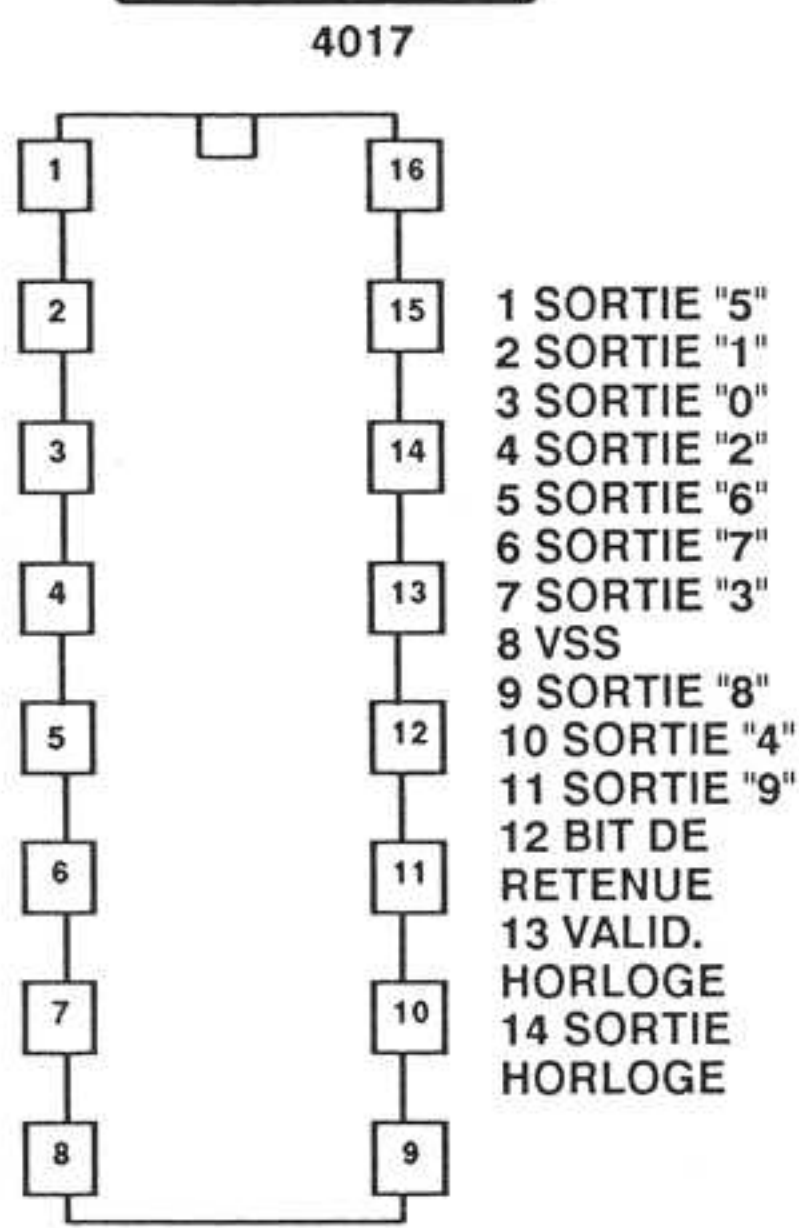 4017
1
16
2
15
3
14
4
13
5
12
6
11
7
10
8
9
1 SORTIE "5"
2 SORTIE "1"
3 SORTIE "0"
4 SORTIE "2"
5 SORTIE "6"
6 SORTIE "7"
7 SORTIE "3"
8 VSS
9 SORTIE "8"
10 SORTIE "4"
11 SORTIE "9"
12 BIT DE
RETENUE
13 VALID.
HORLOGE
14 SORTIE
HORLOGE